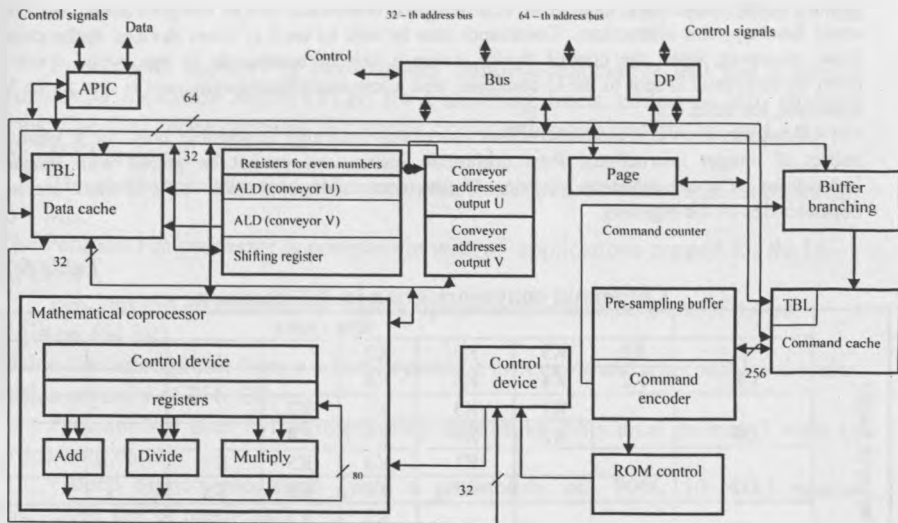 Control signals
Data
APIC
64
32 – th address bus
64 – th address bus
Control signals
Control
Bus
DP
32
TBL
Data cache
32
Registers for even numbers
ALD (conveyor U)
ALD (conveyor V)
Shifting register
Conveyor
addresses
output U
Conveyor
addresses
output V
Page
Command counter
Buffer
branching
Mathematical coprocessor
Control device
registers
Add
Divide
Multiply
80
Control
device
32
Pre-sampling buffer
Command
encoder
ROM control
256
TBL
Command cache